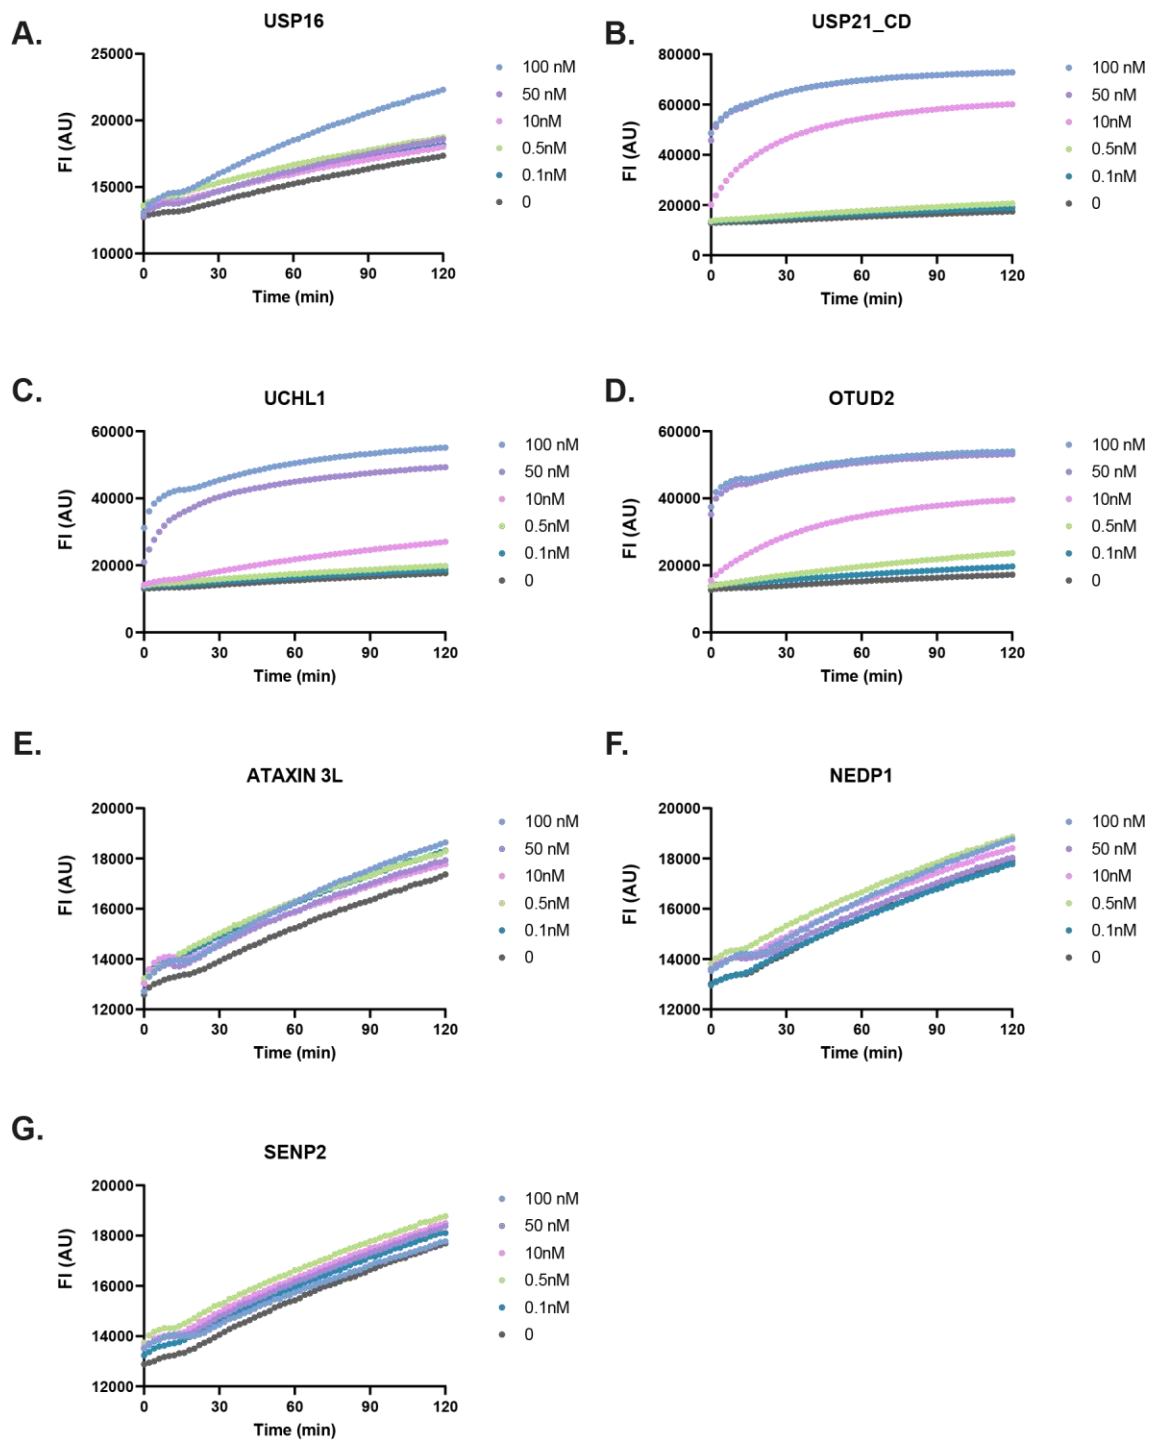 A.
USP16
25000
20000
15000
10000
FI (AU)
0 30 60 90 120
Time (min)
100 nM
50 nM
10nM
0.5nM
0.1nM
0
B.
USP21_CD
80000
60000
40000
20000
0
FI (AU)
0 30 60 90 120
Time (min)
100 nM
50 nM
10nM
0.5nM
0.1nM
0
C.
UCHL1
60000
40000
20000
0
FI (AU)
0 30 60 90 120
Time (min)
100 nM
50 nM
10nM
0.5nM
0.1nM
0
D.
OTUD2
60000
40000
20000
0
FI (AU)
0 30 60 90 120
Time (min)
100 nM
50 nM
10nM
0.5nM
0.1nM
0
E.
ATAXIN 3L
20000
18000
16000
14000
12000
FI (AU)
0 30 60 90 120
Time (min)
100 nM
50 nM
10nM
0.5nM
0.1nM
0
F.
NEDP1
20000
18000
16000
14000
12000
FI (AU)
0 30 60 90 120
Time (min)
100 nM
50 nM
10nM
0.5nM
0.1nM
0
G.
SENP2
20000
18000
16000
14000
12000
FI (AU)
0 30 60 90 120
Time (min)
100 nM
50 nM
10nM
0.5nM
0.1nM
0